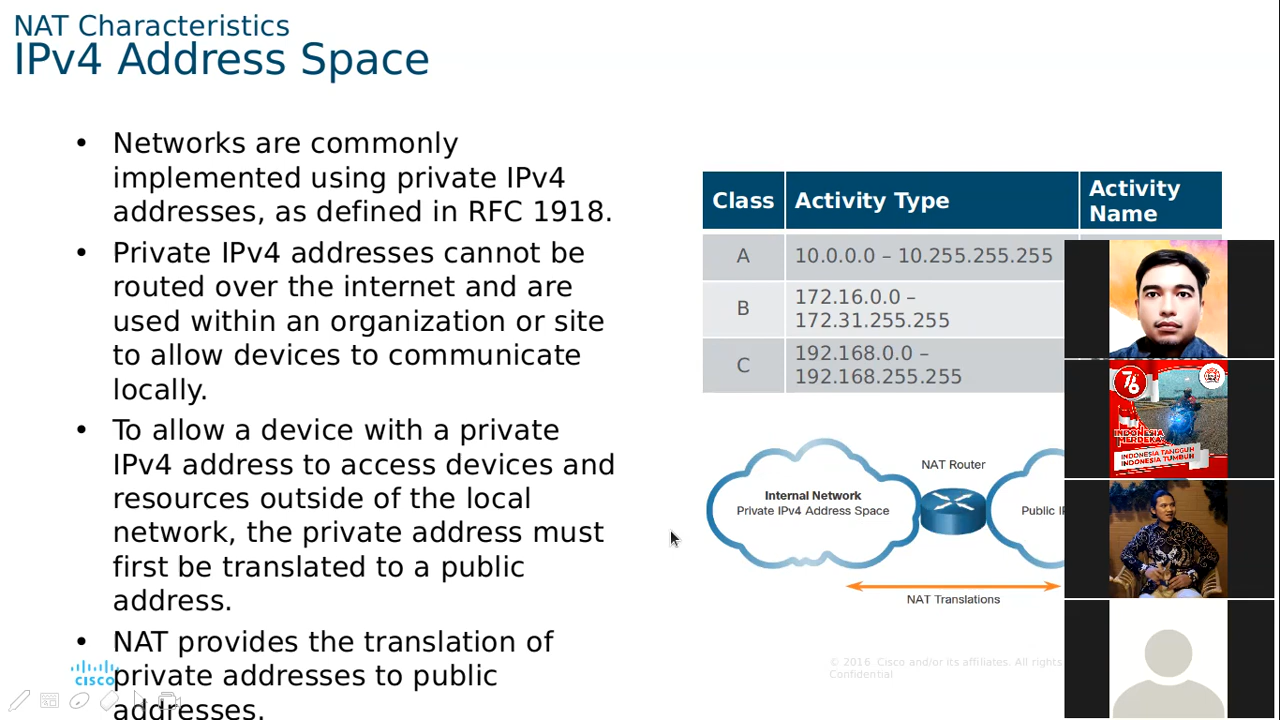 NAT Characteristics
IPv4 Address Space
• Networks are commonly
implemented using private IPv4
addresses, as defined in RFC 1918.
• Private IPv4 addresses cannot be
routed over the internet and are
used within an organization or site
to allow devices to communicate
locally.
• To allow a device with a private
IPv4 address to access devices and
resources outside of the local
network, the private address must
first be translated to a public
address.
• NAT provides the translation of
private addresses to public
addresses.
Class Activity Type Activity
Name
A 10.0.0.0 – 10.255.255.255
B 172.16.0.0 –
172.31.255.255
C 192.168.0.0 –
192.168.255.255
NAT Router
Internal Network
Private IPv4 Address Space
Public
NAT Translations
76
INDONESIA
MERDEKA
INDONESIA TANGGUH
INDONESIA TUMBUH
cisco
© 2016 Cisco and/or its affiliates. All rights
Confidential